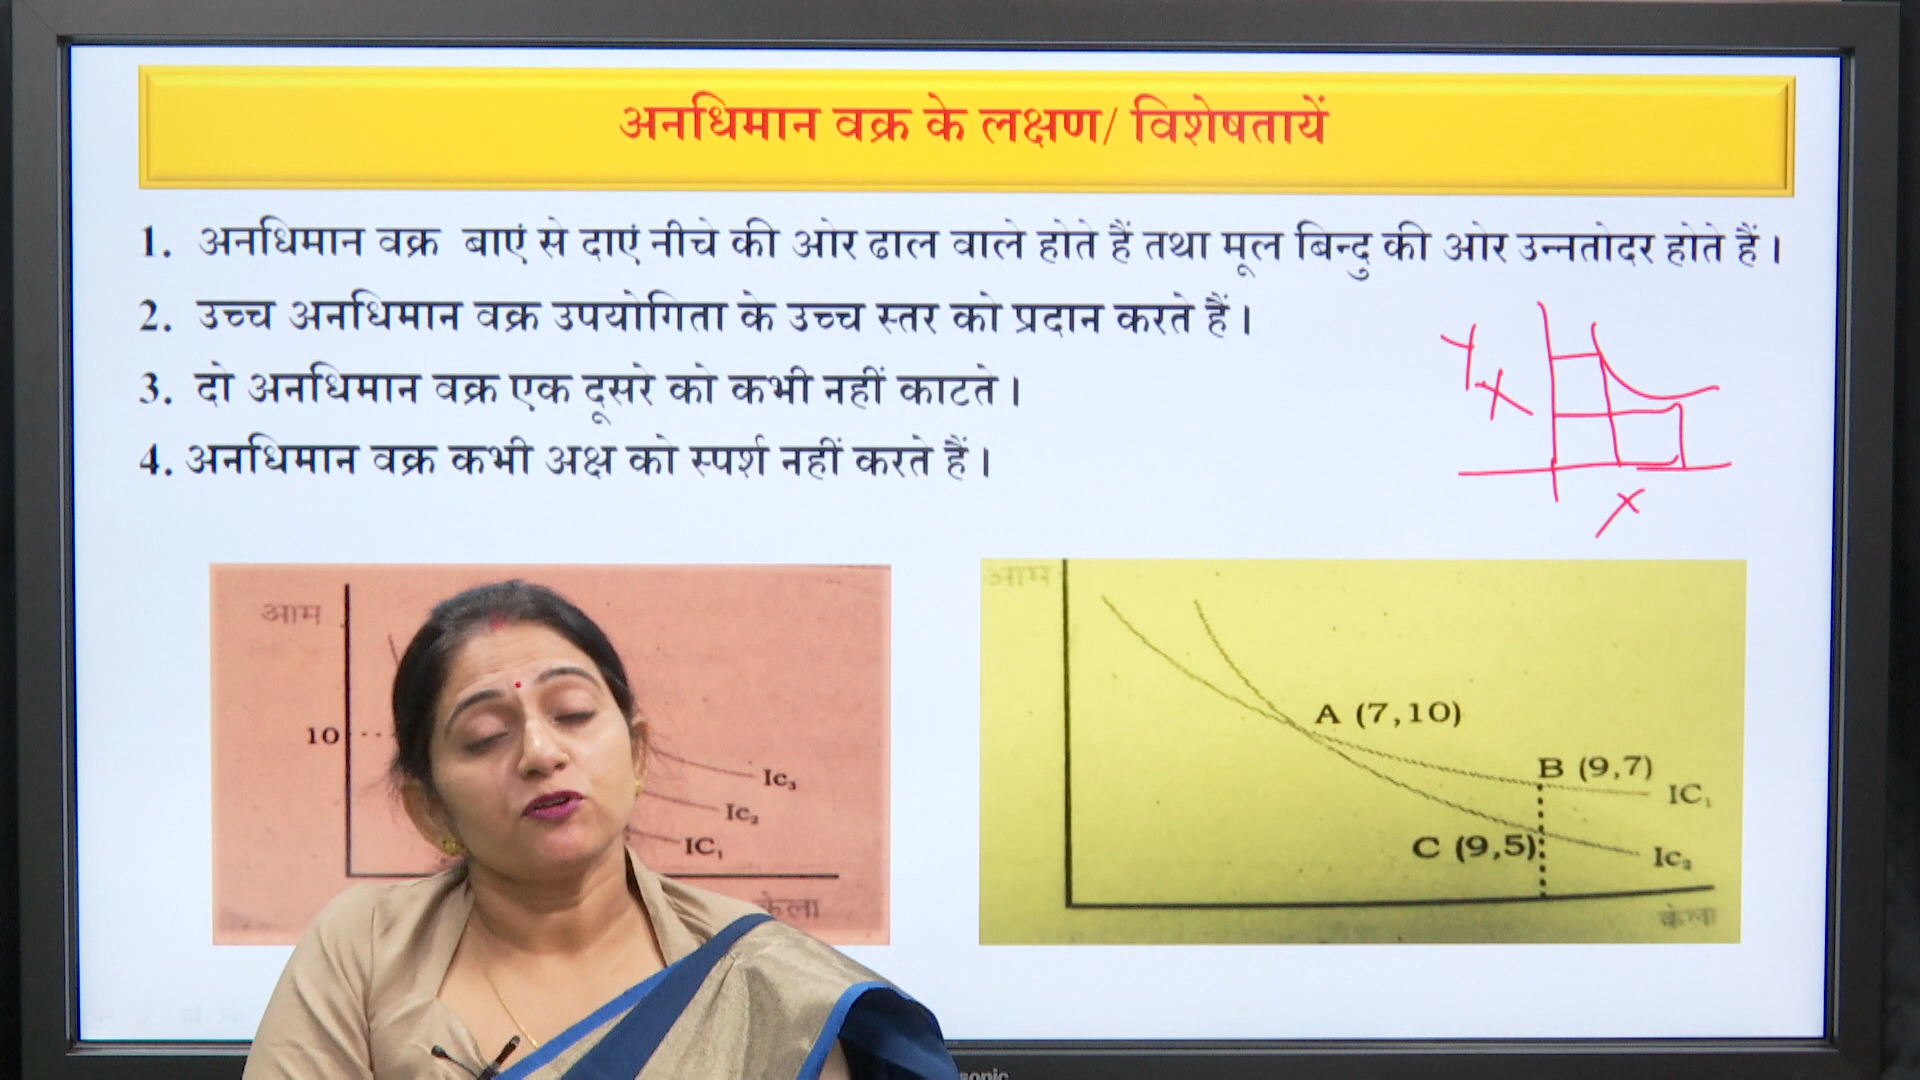 अनधिमान वक्र के लक्षण/ विशेषतायें
1. अनधिमान वक्र बाएं से दाएं नीचे की ओर ढाल वाले होते हैं तथा मूल बिन्दु की ओर उन्नतोदर होते हैं।
2. उच्च अनधिमान वक्र उपयोगिता के उच्च स्तर को प्रदान करते हैं।
3. दो अनधिमान वक्र एक दूसरे को कभी नहीं काटते।
4. अनधिमान वक्र कभी अक्ष को स्पर्श नहीं करते हैं।
Y
X
X
आम
10
Ic₃
Ic₂
IC₁
केला
आम
A (7,10)
B (9,7)
IC₁
C (9,5)
Ic₂
केला